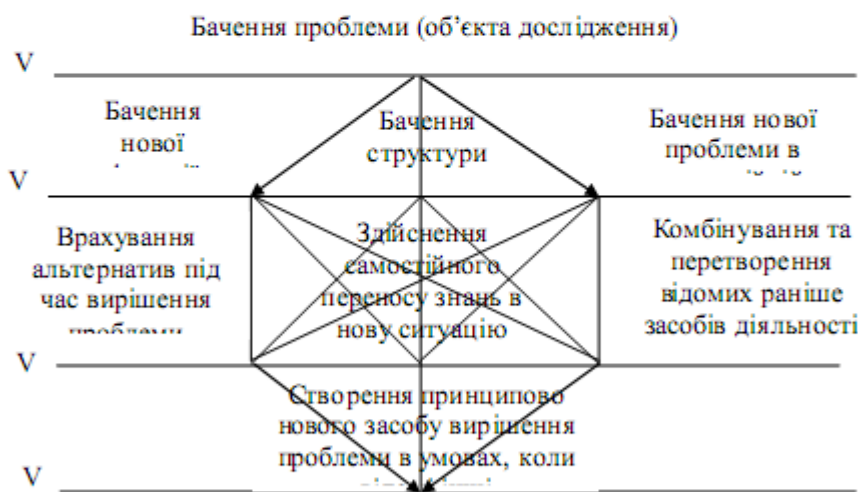 Бачення проблеми (об’єкта дослідження)
V
Бачення
нової
Бачення
структури
Бачення нової
проблеми в
V
Врахування
альтернатив під
час вирішення
проблеми
Здійснення
самостійного
переносу знань в
нову ситуацію
Комбінування та
перетворення
відомих раніше
засобів діяльності
V
Створення принципово
нового засобу вирішення
проблеми в умовах, коли
V